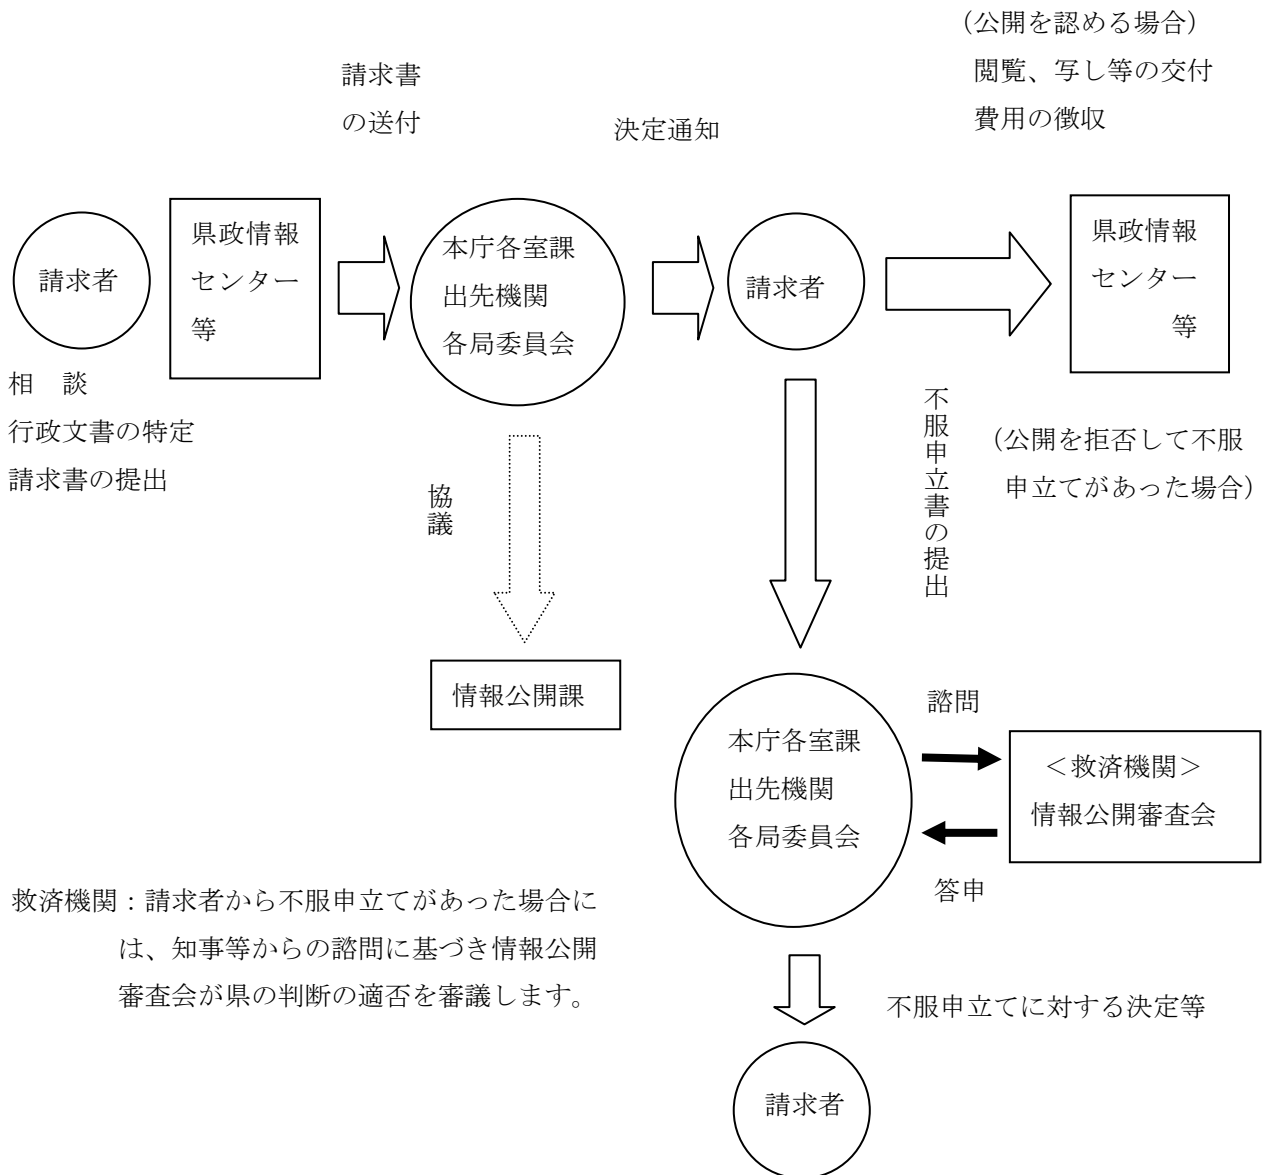 （公開を認める場合）
閲覧、写し等の交付
費用の徴収
請求書
の送付
決定通知
請求者
県政情報
センター
等
本庁各室課
出先機関
各局委員会
請求者
県政情報
センター
等
相　談
行政文書の特定
請求書の提出
協議
不服申立書の提出
（公開を拒否して不服
申立てがあった場合）
情報公開課
本庁各室課
出先機関
各局委員会
諮問
＜救済機関＞
情報公開審査会
答申
救済機関：請求者から不服申立てがあった場合に
は、知事等からの諮問に基づき情報公開
審査会が県の判断の適否を審議します。
不服申立てに対する決定等
請求者